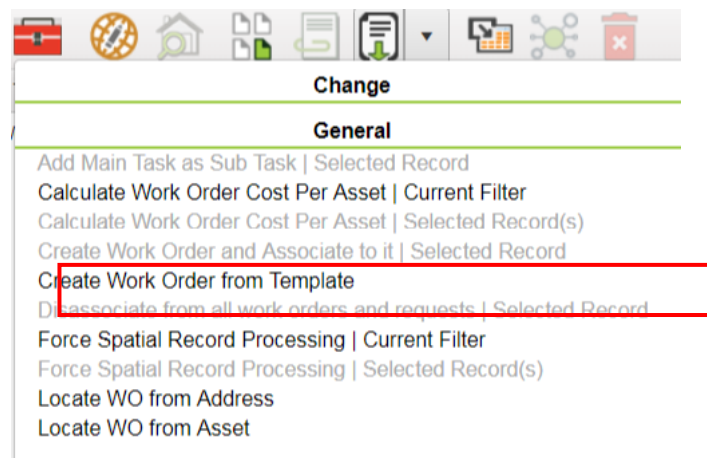 Change
General
Add Main Task as Sub Task | Selected Record
Calculate Work Order Cost Per Asset | Current Filter
Calculate Work Order Cost Per Asset | Selected Record(s)
Create Work Order and Associate to it | Selected Record
Create Work Order from Template
Disassociate from all work orders and requests | Selected Record
Force Spatial Record Processing | Current Filter
Force Spatial Record Processing | Selected Record(s)
Locate WO from Address
Locate WO from Asset